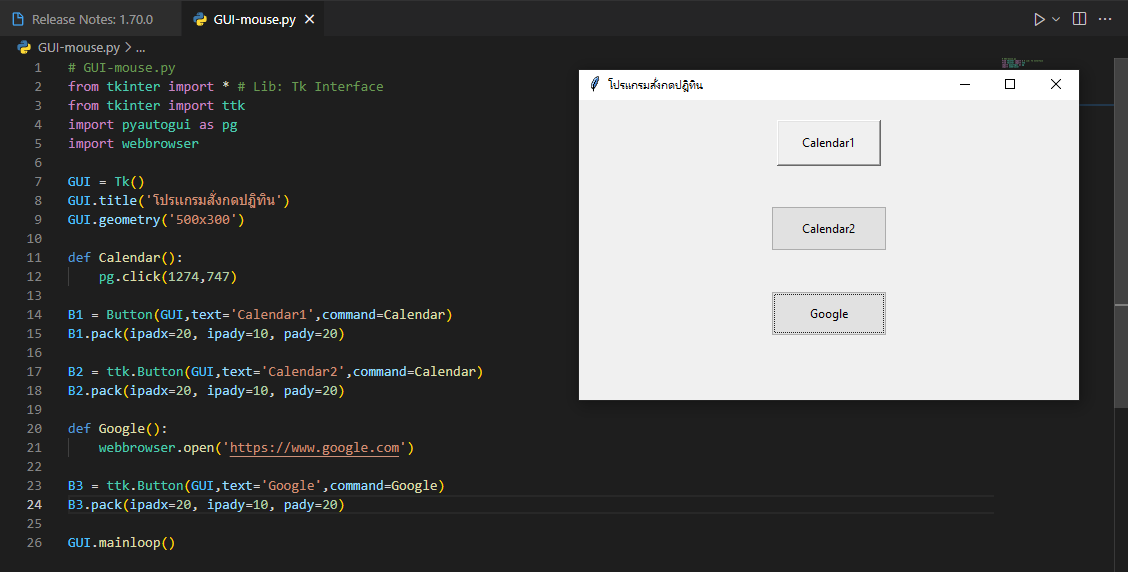 Release Notes: 1.70.0
GUI-mouse.py
GUI-mouse.py > ...
1 # GUI-mouse.py
2 from tkinter import * # Lib: Tk Interface
3 from tkinter import ttk
4 import pyautogui as pg
5 import webbrowser
6
7 GUI = Tk()
8 GUI.title('โปรแกรมสั่งกดปฏิทิน')
9 GUI.geometry('500x300')
10
11 def Calendar():
12     pg.click(1274,747)
13
14 B1 = Button(GUI,text='Calendar1',command=Calendar)
15 B1.pack(ipadx=20, ipady=10, pady=20)
16
17 B2 = ttk.Button(GUI,text='Calendar2',command=Calendar)
18 B2.pack(ipadx=20, ipady=10, pady=20)
19
20 def Google():
21     webbrowser.open('https://www.google.com')
22
23 B3 = ttk.Button(GUI,text='Google',command=Google)
24 B3.pack(ipadx=20, ipady=10, pady=20)
25
26 GUI.mainloop()
โปรแกรมสั่งกดปฏิทิน
Calendar1
Calendar2
Google